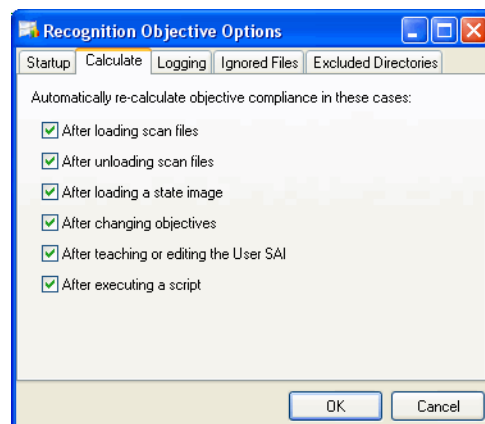 Recognition Objective Options
Startup Calculate Logging Ignored Files Excluded Directories
Automatically re-calculate objective compliance in these cases:
After loading scan files
After unloading scan files
After loading a state image
After changing objectives
After teaching or editing the User SAI
After executing a script
OK Cancel